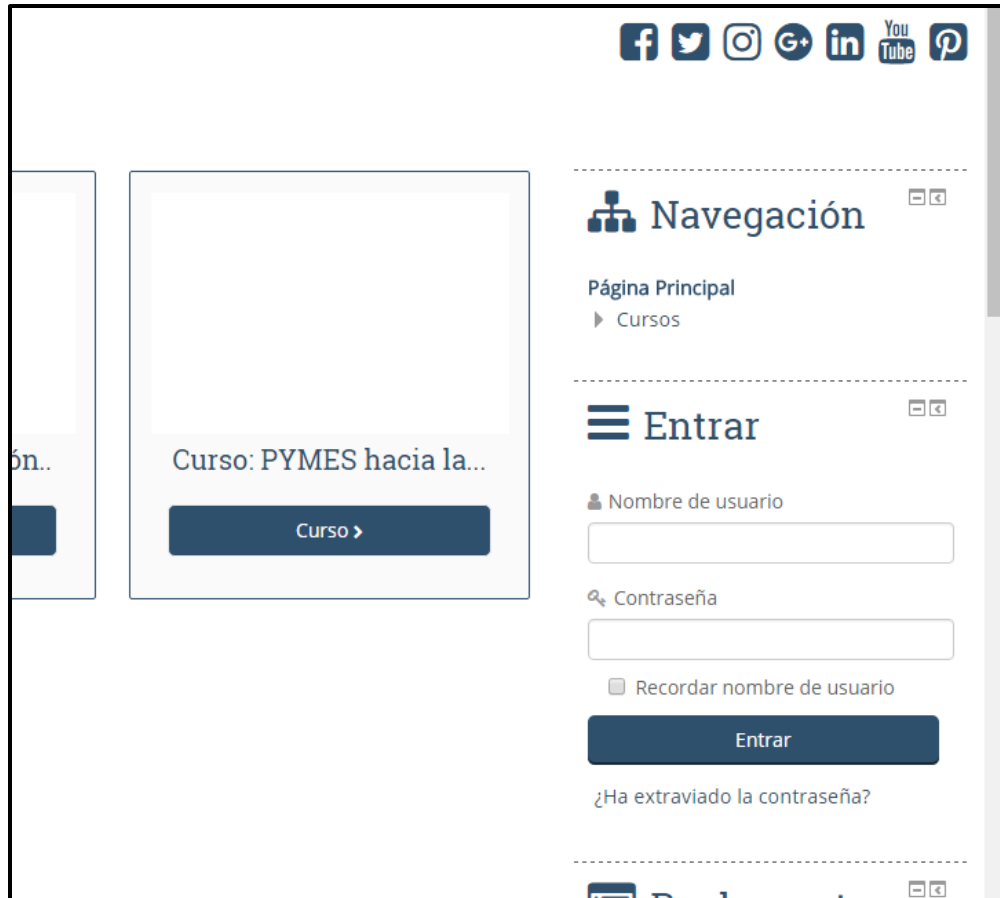 You
Tube
Navegación
Página Principal
Cursos
Entrar
ón..
Curso: PYMES hacia la...
Nombre de usuario
Curso
Contraseña
Recordar nombre de usuario
Entrar
¿Ha extraviado la contraseña?